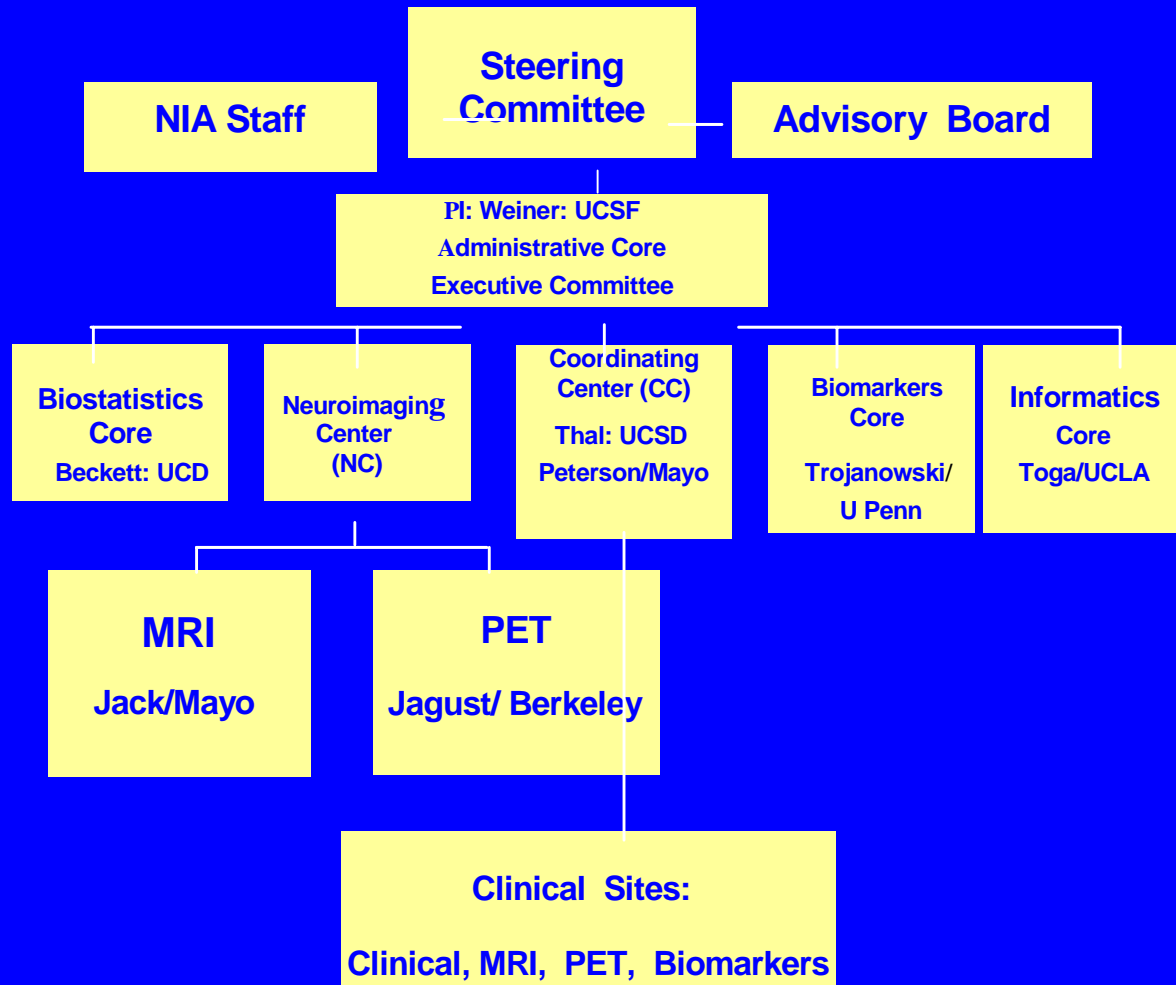 Steering
Committee
NIA Staff
Advisory Board
PI: Weiner: UCSF
Administrative Core
Executive Committee
Biostatistics
Core
Beckett: UCD
Neuroimaging
Center
(NC)
Coordinating
Center (CC)
Thal: UCSD
Peterson/Mayo
Biomarkers
Core
Trojanowski/
U Penn
Informatics
Core
Toga/UCLA
MRI
Jack/Mayo
PET
Jagust/ Berkeley
Clinical Sites:
Clinical, MRI, PET, Biomarkers